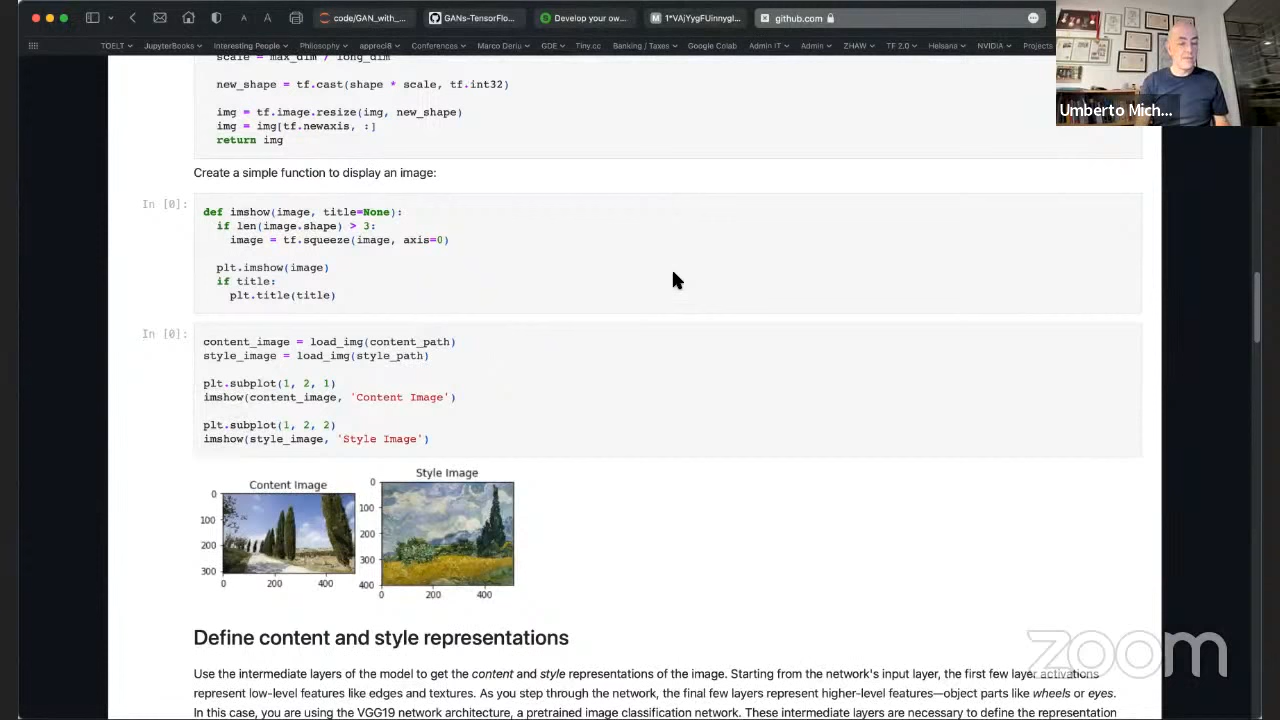 code/GAN_with_...
GANs-TensorFlo...
Develop your ow...
1*VAjYygFUinnygl...
github.com
TOELT
JupyterBooks
Interesting People
Philosophy
appreci8
Conferences
Marco Deriu
GDE
Tiny.cc
Banking / Taxes
Google Colab
Admin IT
Admin
ZHAW
TF 2.0
Helsana
NVIDIA
Projects
Umberto Mich...
scale = max_dim / long_dim
new_shape = tf.cast(shape * scale, tf.int32)
img = tf.image.resize(img, new_shape)
img = img[tf.newaxis, :]
return img
Create a simple function to display an image:
In [0]:
def imshow(image, title=None):
if len(image.shape) > 3:
image = tf.squeeze(image, axis=0)
plt.imshow(image)
if title:
plt.title(title)
In [0]:
content_image = load_img(content_path)
style_image = load_img(style_path)
plt.subplot(1, 2, 1)
imshow(content_image, 'Content Image')
plt.subplot(1, 2, 2)
imshow(style_image, 'Style Image')
Content Image
0
100
200
300
0 200 400
Style Image
0
100
200
300
400
0 200 400
Define content and style representations
Use the intermediate layers of the model to get the content and style representations of the image. Starting from the network's input layer, the first few layer activations
represent low-level features like edges and textures. As you step through the network, the final few layers represent higher-level features—object parts like wheels or eyes.
In this case, you are using the VGG19 network architecture, a pretrained image classification network. These intermediate layers are necessary to define the representation
zoom